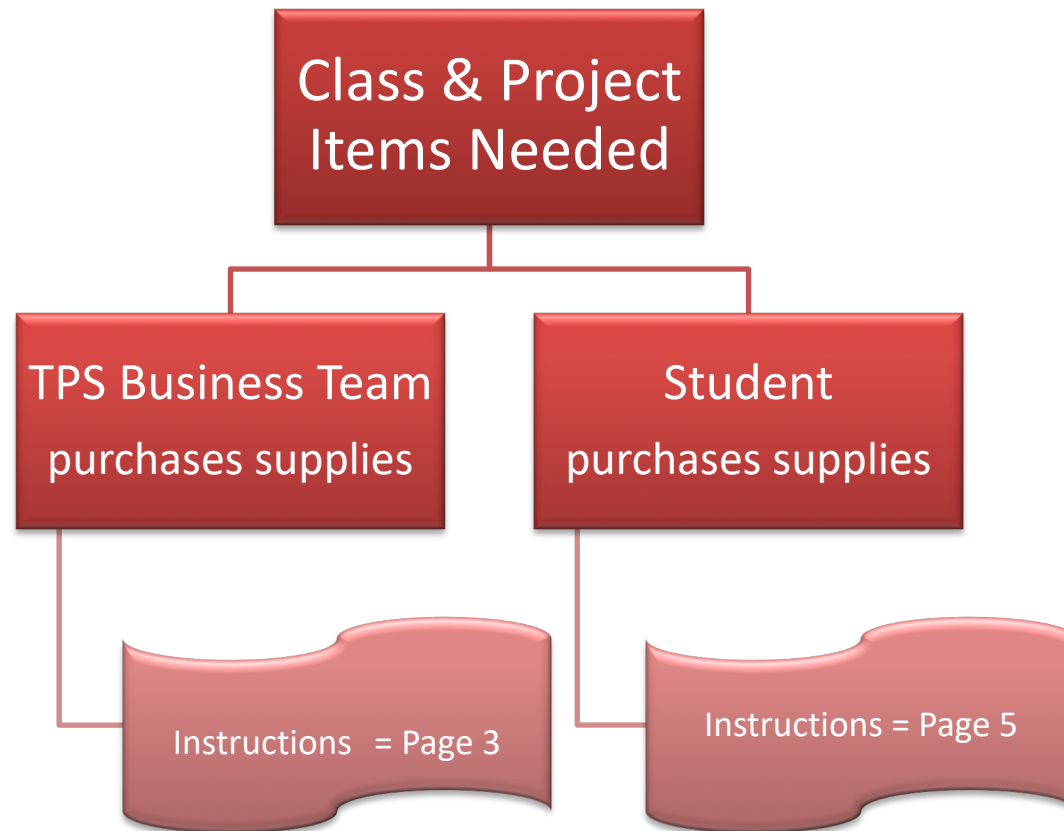 Class & Project
Items Needed
TPS Business Team
purchases supplies
Student
purchases supplies
Instructions = Page 3
Instructions = Page 5